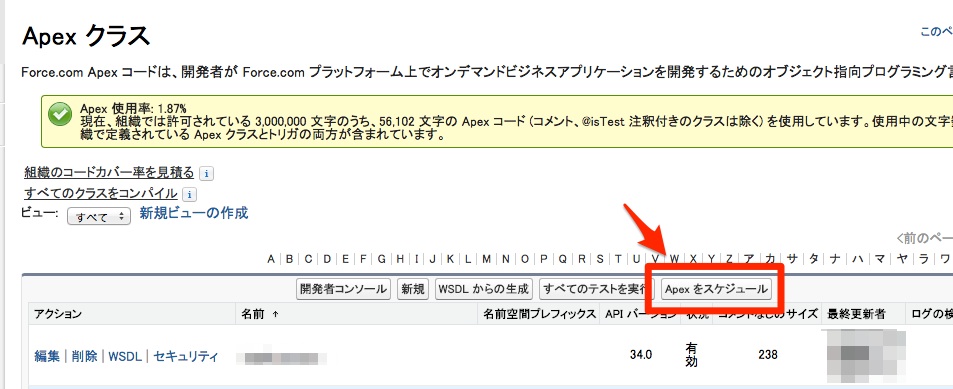 Apex クラス
このペ
Force.com Apex コードは、開発者が Force.com プラットフォーム上でオンデマンドビジネスアプリケーションを開発するためのオブジェクト指向プログラミング言
Apex 使用率: 1.87%
現在、組織では許可されている 3,000,000 文字のうち、56,102 文字の Apex コード (コメント、@isTest 注釈付きのクラスは除く) を使用しています。使用中の文字
織で定義されている Apex クラスとトリガの両方が含まれています。
組織のコードカバー率を見積る i
すべてのクラスをコンパイル i
ビュー: すべて 新規ビューの作成
<前のペー
A | B | C | D | E | F | G | H | I | J | K | L | M | N | O | P | Q | R | S | T | U | V | W | X | Y | Z | ア | カ | サ | タ | ナ | ハ | マ | ヤ | ラ | ワ
開発者コンソール 新規 WSDL からの生成 すべてのテストを実行 Apex をスケジュール
アクション 名前 ↑ 名前空間プレフィックス API バージョン 状況 コメントなしのサイズ 最終更新者 ログの検
編集 | 削除 | WSDL | セキュリティ 34.0 有効 238